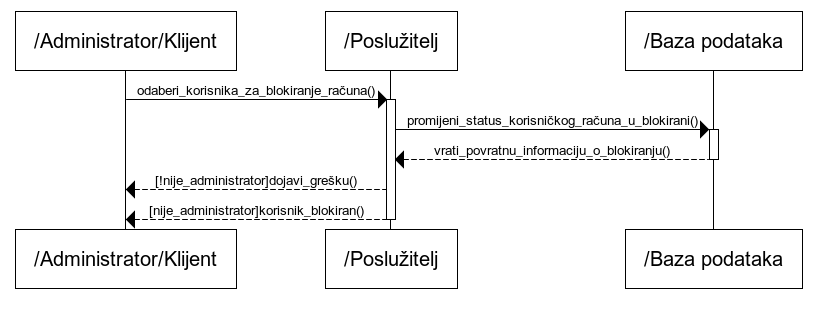 /Administrator/Klijent
/Poslužitelj
/Baza podataka
odaberi_korisnika_za_blokiranje_računa()
promijeni_status_korisničkog_računa_u_blokirani()
vrati_povratnu_informaciju_o_blokiranju()
[!nije_administrator]dojavi_grešku()
[nije_administrator]korisnik_blokiran()
/Administrator/Klijent
/Poslužitelj
/Baza podataka